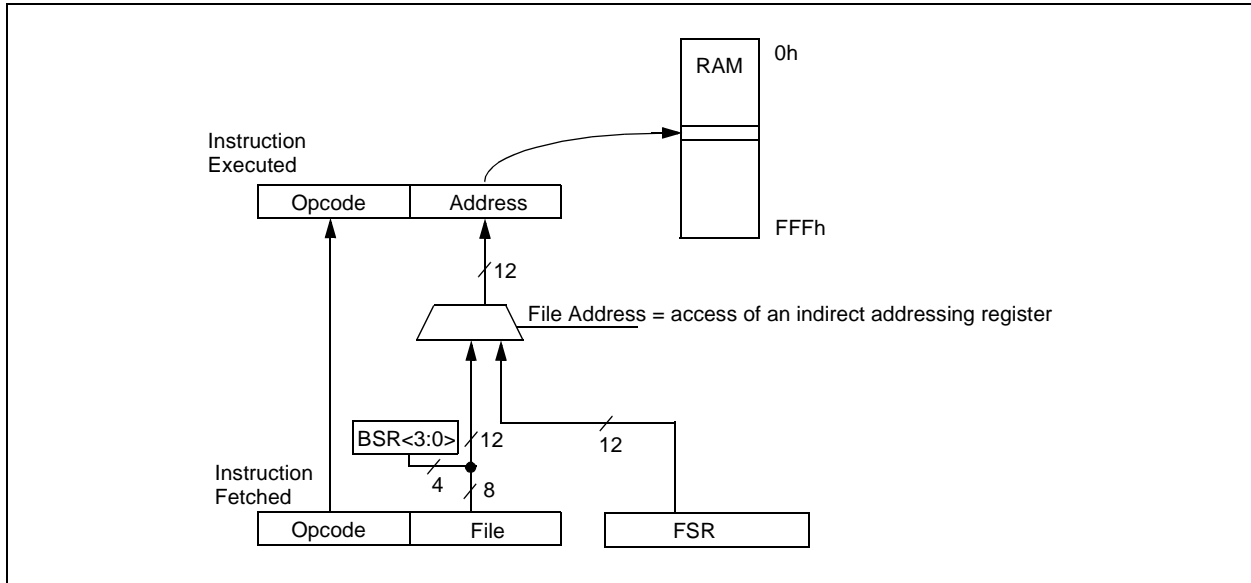 RAM
0h
Instruction
Executed
Opcode
Address
FFFh
12
File Address = access of an indirect addressing register
BSR<3:0>
12
12
Instruction
Fetched
4
8
Opcode
File
FSR